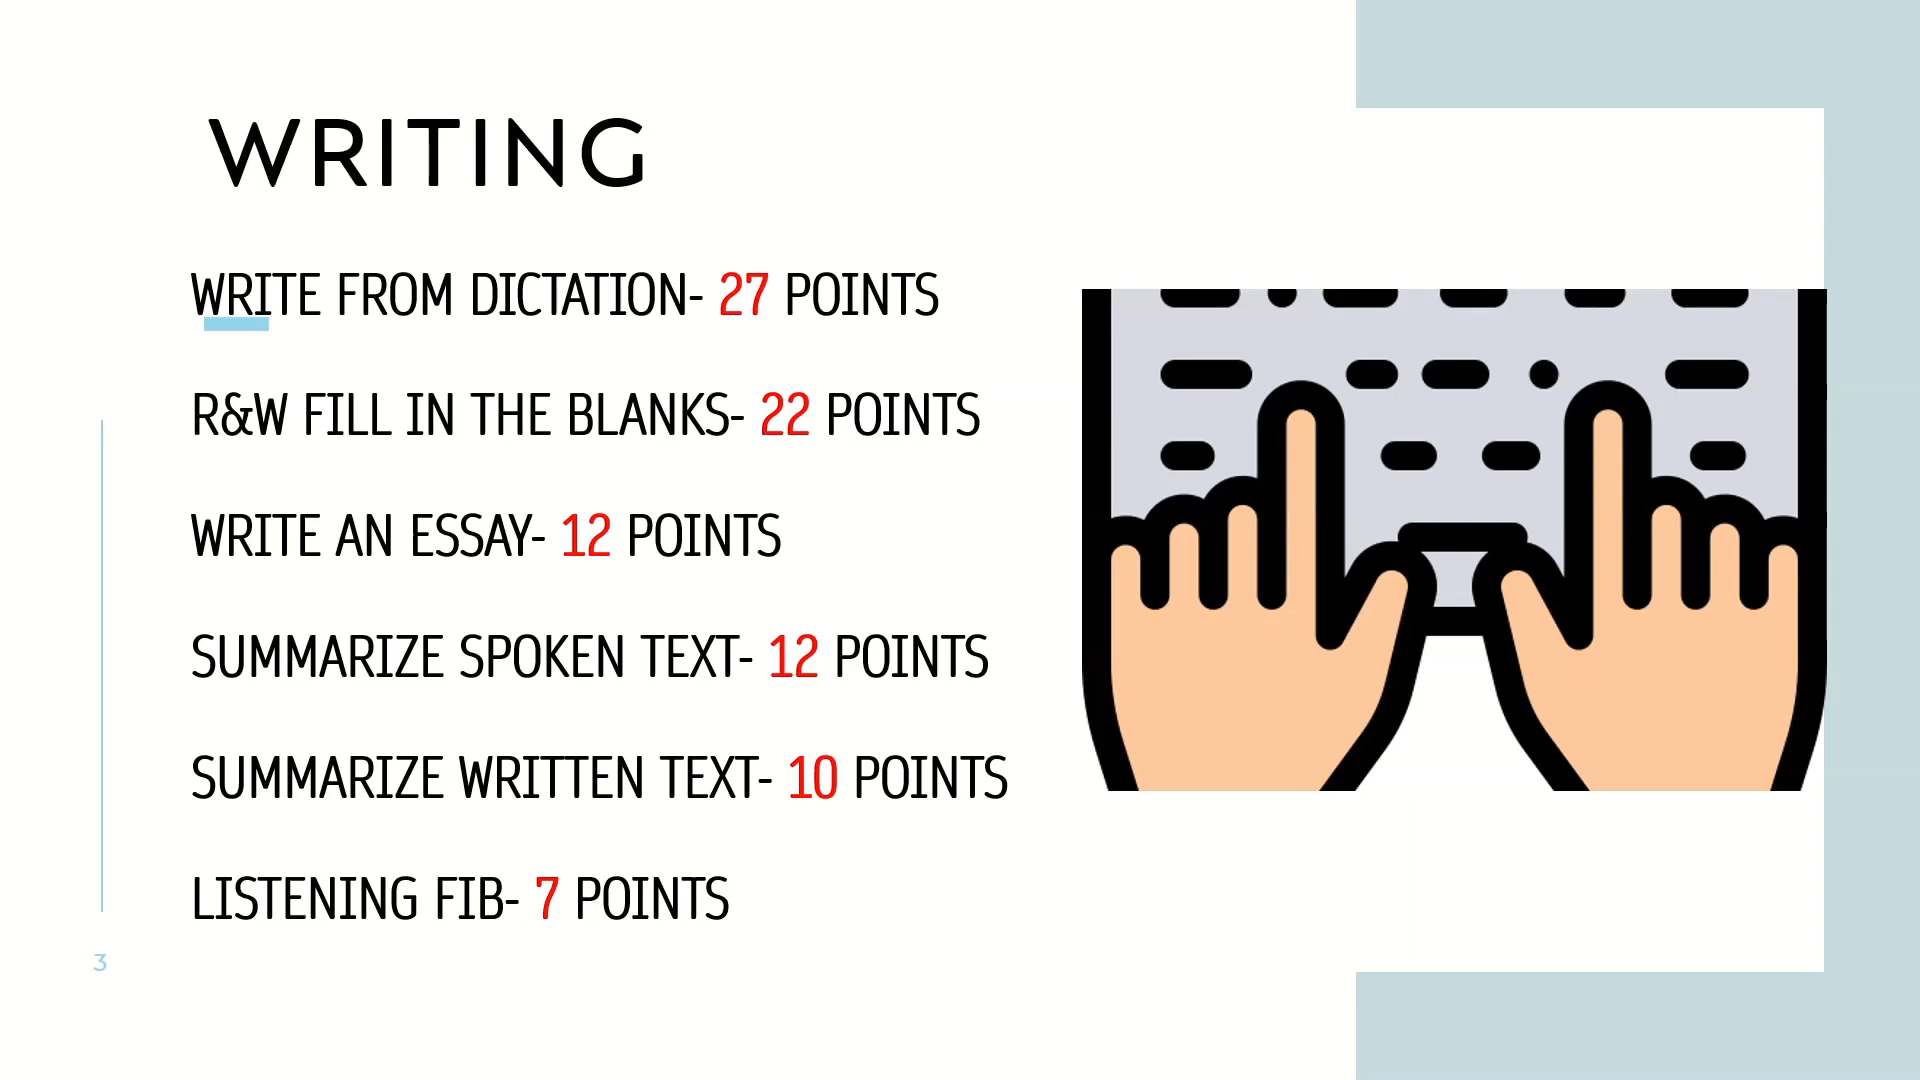 WRITING
WRITE FROM DICTATION- 27 POINTS
R&W FILL IN THE BLANKS- 22 POINTS
WRITE AN ESSAY- 12 POINTS
SUMMARIZE SPOKEN TEXT- 12 POINTS
SUMMARIZE WRITTEN TEXT- 10 POINTS
LISTENING FIB- 7 POINTS
3